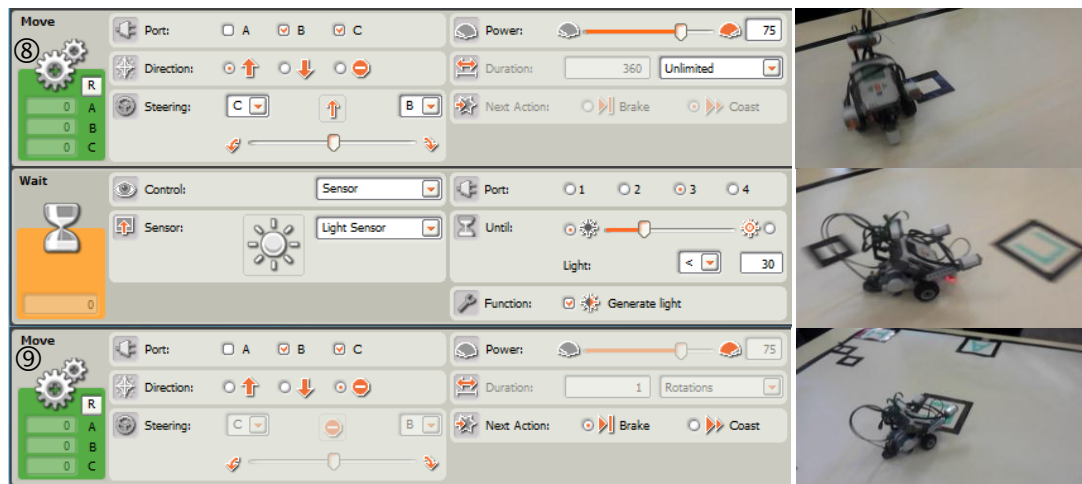 Move
⑧
R
0 A
0 B
0 C
Port: A B C
Direction:
Steering: C B
Power: 75
Duration: 360 Unlimited
Next Action: Brake Coast
Wait
0
Control: Sensor
Sensor: Light Sensor
Port: 1 2 3 4
Until:
Light: < 30
Function: Generate light
Move
⑨
R
0 A
0 B
0 C
Port: A B C
Direction:
Steering: C B
Power: 75
Duration: 1 Rotations
Next Action: Brake Coast